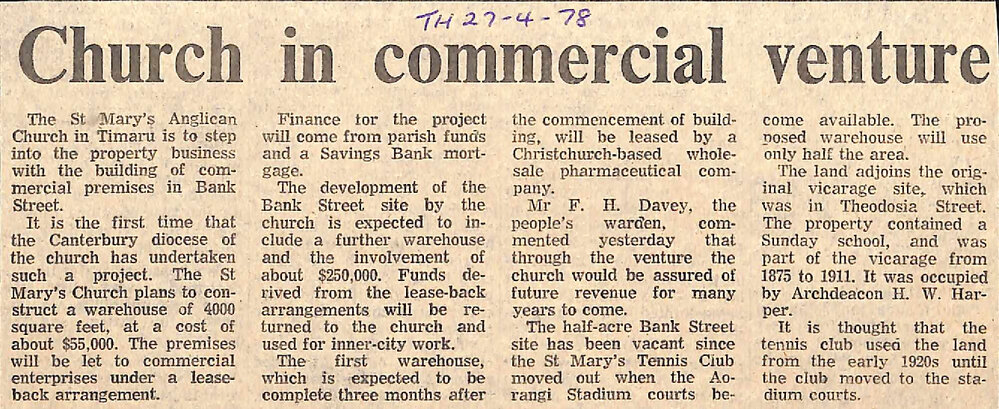 TH 27-4-78
Church in commercial venture
The St Mary's Anglican
Church in Timaru is to step
into the property business
with the building of com-
mercial premises in Bank
Street.
It is the first time that
the Canterbury diocese of
the church has undertaken
such a project. The St
Mary's Church plans to con-
struct a warehouse of 4000
square feet, at a cost of
about $55,000. The premises
will be let to commercial
enterprises under a lease-
back arrangement.
Finance for the project
will come from parish funds
and a Savings Bank mort-
gage.
The development of the
Bank Street site by the
church is expected to in-
clude a further warehouse
and the involvement of
about $250,000. Funds de-
rived from the lease-back
arrangements will be re-
turned to the church and
used for inner-city work.
The first warehouse,
which is expected to be
complete three months after
the commencement of build-
ing, will be leased by a
Christchurch-based whole-
sale pharmaceutical com-
pany.
Mr F. H. Davey, the
people's warden, com-
mented yesterday that
through the venture the
church would be assured of
future revenue for many
years to come.
The half-acre Bank Street
site has been vacant since
the St Mary's Tennis Club
moved out when the Ao-
rangi Stadium courts be-
come available. The pro-
posed warehouse will use
only half the area.
The land adjoins the orig-
inal vicarage site, which
was in Theodosia Street.
The property contained a
Sunday school, and was
part of the vicarage from
1875 to 1911. It was occupied
by Archdeacon H. W. Har-
per.
It is thought that the
tennis club used the land
from the early 1920s until
the club moved to the sta-
dium courts.